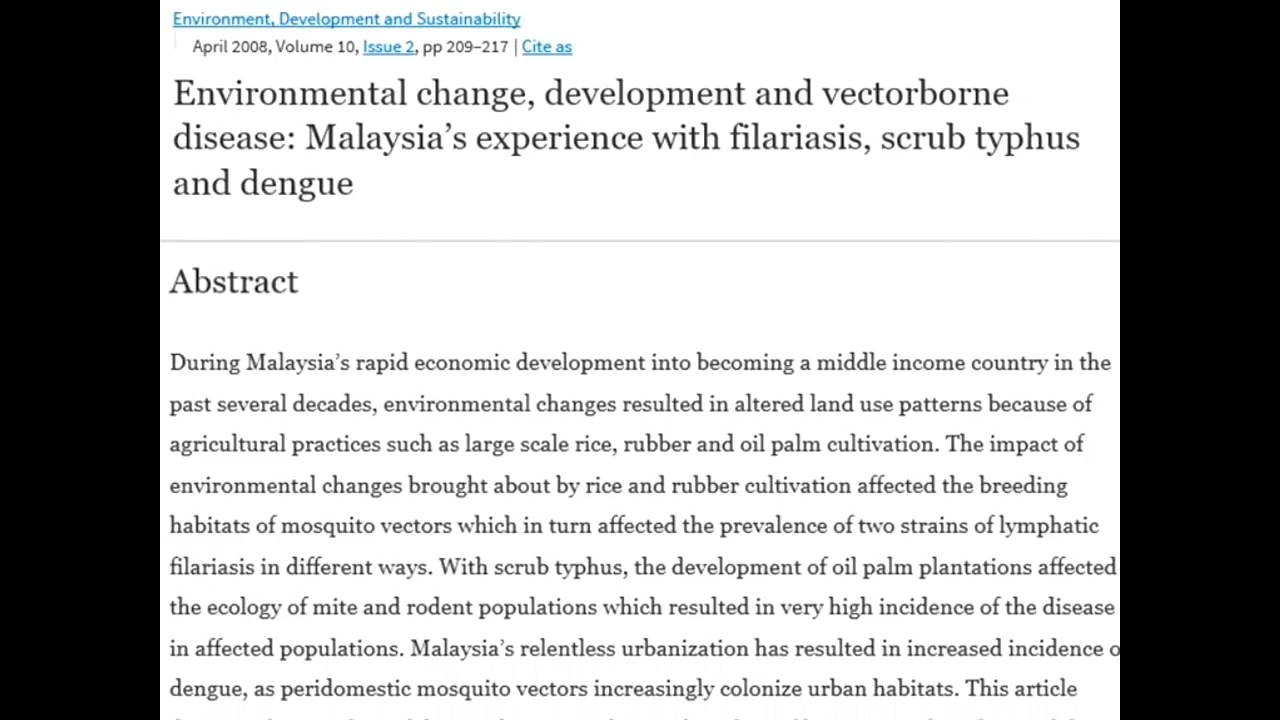 Environment, Development and Sustainability
April 2008, Volume 10, Issue 2, pp 209–217 | Cite as
Environmental change, development and vectorborne
disease: Malaysia’s experience with filariasis, scrub typhus
and dengue
Abstract
During Malaysia’s rapid economic development into becoming a middle income country in the
past several decades, environmental changes resulted in altered land use patterns because of
agricultural practices such as large scale rice, rubber and oil palm cultivation. The impact of
environmental changes brought about by rice and rubber cultivation affected the breeding
habitats of mosquito vectors which in turn affected the prevalence of two strains of lymphatic
filariasis in different ways. With scrub typhus, the development of oil palm plantations affected
the ecology of mite and rodent populations which resulted in very high incidence of the disease
in affected populations. Malaysia’s relentless urbanization has resulted in increased incidence o
dengue, as peridomestic mosquito vectors increasingly colonize urban habitats. This article